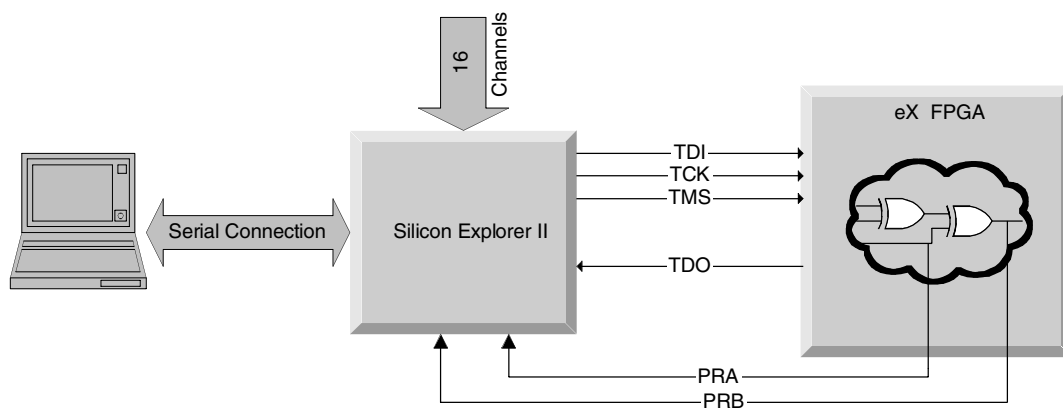 16
Channels
eX FPGA
TDI
TCK
TMS
Serial Connection
Silicon Explorer II
TDO
PRA
PRB